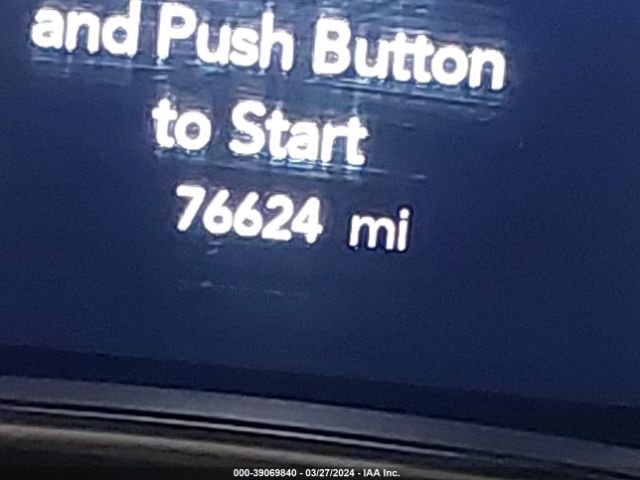 and Push Button
to Start
76624 mi
000-39069840 - 03/27/2024 - IAA Inc.